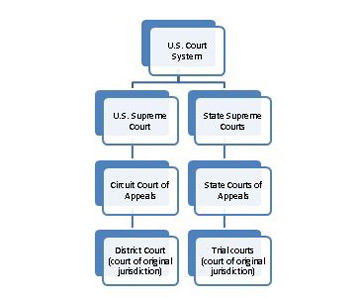 U.S. Court
System
U.S. Supreme
Court
State Supreme
Courts
Circuit Court of
Appeals
State Courts of
Appeals
District Court
(court of original
jurisdiction)
Trial courts
(court of original
jurisdiction)